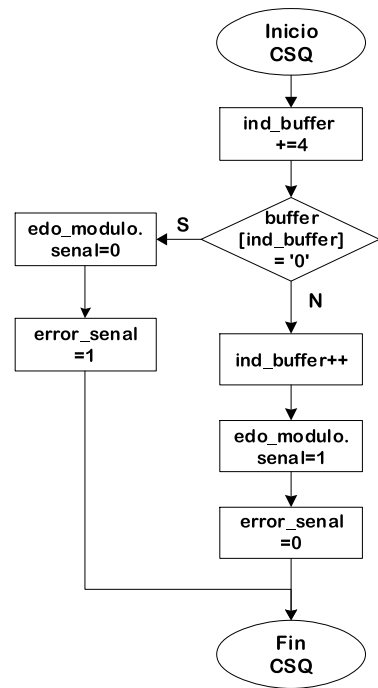 Inicio
CSQ
ind_buffer
+=4
buffer
[ind_buffer]
= '0'
S
edo_modulo.
senal=0
error_senal
=1
N
ind_buffer++
edo_modulo.
senal=1
error_senal
=0
Fin
CSQ